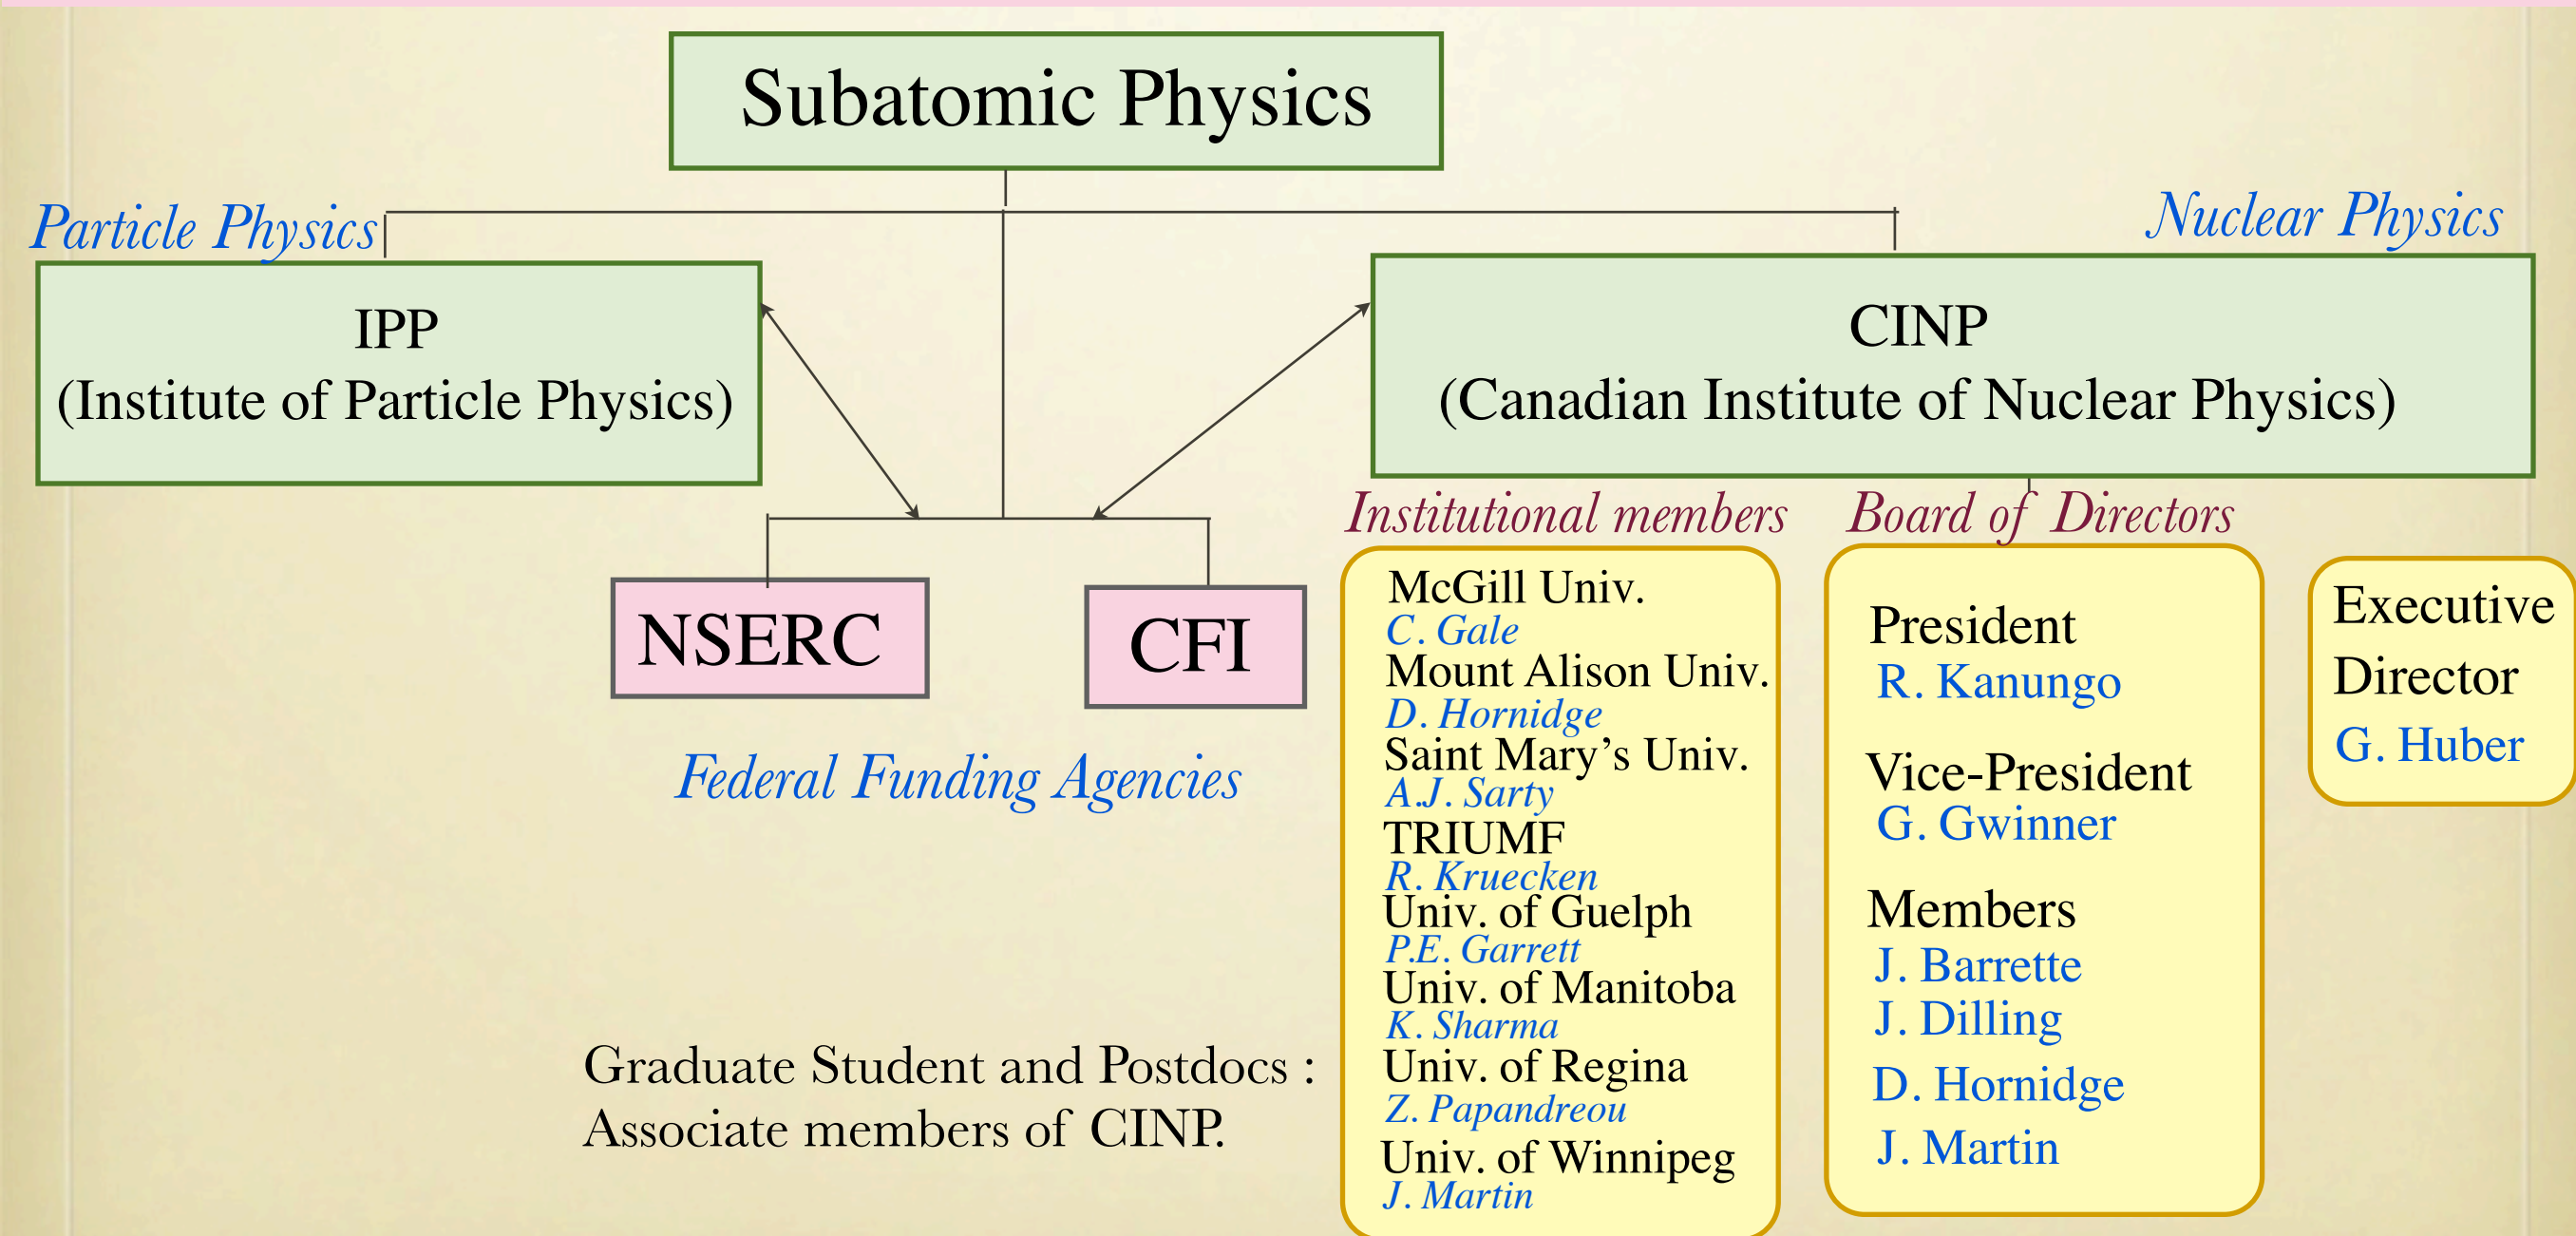 Subatomic Physics
Particle Physics
Nuclear Physics
IPP
(Institute of Particle Physics)
CINP
(Canadian Institute of Nuclear Physics)
NSERC
CFI
Federal Funding Agencies
Graduate Student and Postdocs :
Associate members of CINP.
Institutional members
McGill Univ.
C. Gale
Mount Alison Univ.
D. Hornidge
Saint Mary’s Univ.
A.J. Sarty
TRIUMF
R. Kruecken
Univ. of Guelph
P.E. Garrett
Univ. of Manitoba
K. Sharma
Univ. of Regina
Z. Papandreou
Univ. of Winnipeg
J. Martin
Board of Directors
President
R. Kanungo
Vice-President
G. Gwinner
Members
J. Barrette
J. Dilling
D. Hornidge
J. Martin
Executive
Director
G. Huber